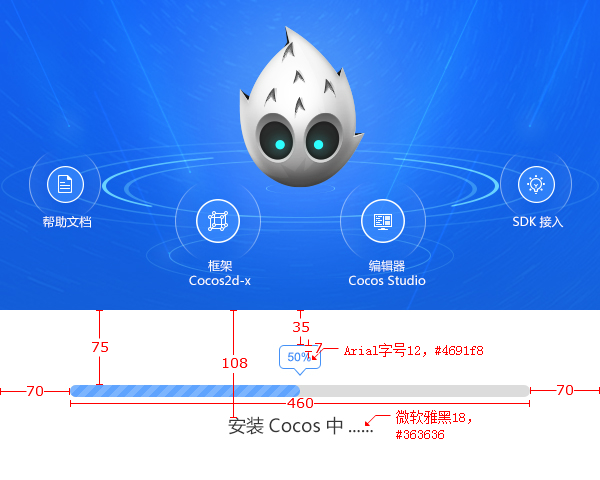 帮助文档
SDK 接入
框架
Cocos2d-x
编辑器
Cocos Studio
35
75
7
Arial字号12，#4691f8
50%
108
70
70
460
微软雅黑18，
#363636
安装 Cocos 中 ......